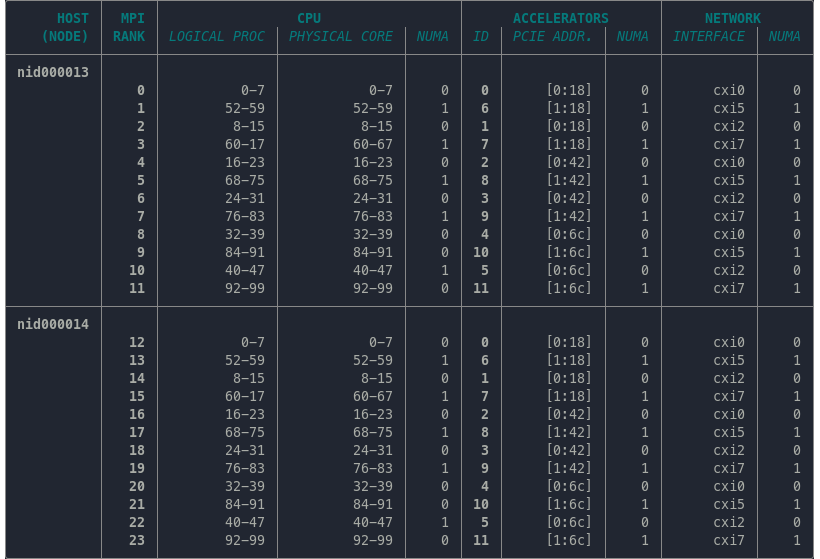 HOST MPI CPU ACCELERATORS NETWORK
(NODE) RANK LOGICAL PROC PHYSICAL CORE NUMA ID PCIE ADDR. NUMA INTERFACE NUMA
nid000013
0 0-7 0-7 0 0 [0:18] 0 cxi0 0
1 52-59 52-59 1 6 [1:18] 1 cxi5 1
2 8-15 8-15 0 1 [0:18] 0 cxi2 0
3 60-17 60-67 1 7 [1:18] 1 cxi7 1
4 16-23 16-23 0 2 [0:42] 0 cxi0 0
5 68-75 68-75 1 8 [1:42] 1 cxi5 1
6 24-31 24-31 0 3 [0:42] 0 cxi2 0
7 76-83 76-83 1 9 [1:42] 1 cxi7 1
8 32-39 32-39 0 4 [0:6c] 0 cxi0 0
9 84-91 84-91 0 10 [1:6c] 1 cxi5 1
10 40-47 40-47 1 5 [0:6c] 0 cxi2 0
11 92-99 92-99 0 11 [1:6c] 1 cxi7 1
nid000014
12 0-7 0-7 0 0 [0:18] 0 cxi0 0
13 52-59 52-59 1 6 [1:18] 1 cxi5 1
14 8-15 8-15 0 1 [0:18] 0 cxi2 0
15 60-17 60-67 1 7 [1:18] 1 cxi7 1
16 16-23 16-23 0 2 [0:42] 0 cxi0 0
17 68-75 68-75 1 8 [1:42] 1 cxi5 1
18 24-31 24-31 0 3 [0:42] 0 cxi2 0
19 76-83 76-83 1 9 [1:42] 1 cxi7 1
20 32-39 32-39 0 4 [0:6c] 0 cxi0 0
21 84-91 84-91 0 10 [1:6c] 1 cxi5 1
22 40-47 40-47 1 5 [0:6c] 0 cxi2 0
23 92-99 92-99 0 11 [1:6c] 1 cxi7 1